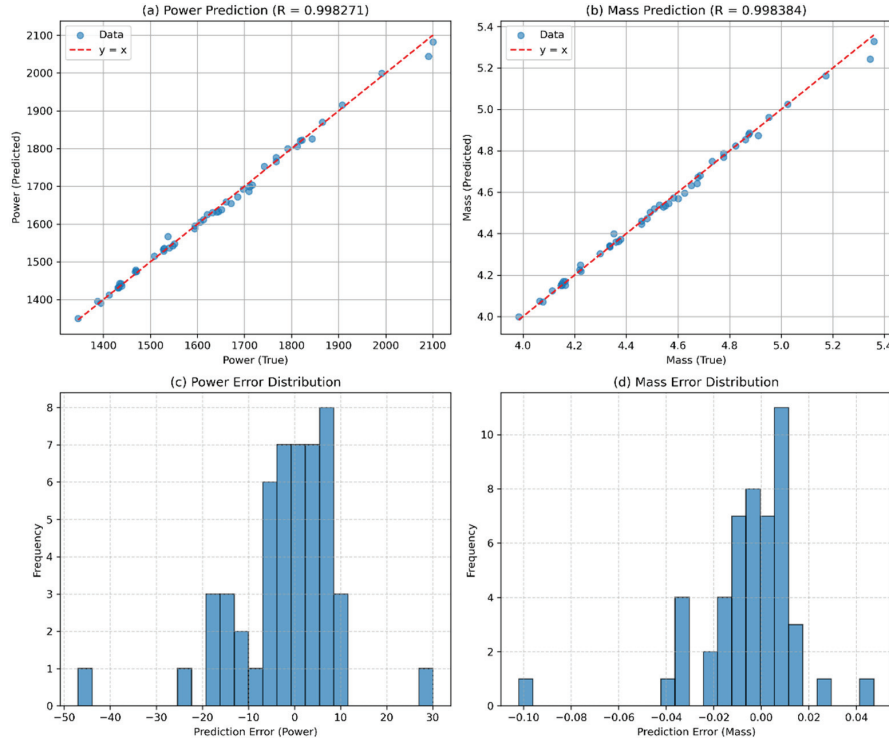 (a) Power Prediction (R = 0.998271)
Data
y = x
2100
2000
1900
1800
1700
1600
1500
1400
Power (Predicted)
1400 1500 1600 1700 1800 1900 2000 2100
Power (True)
(b) Mass Prediction (R = 0.998384)
Data
y = x
5.4
5.2
5.0
4.8
4.6
4.4
4.2
4.0
Mass (Predicted)
4.0 4.2 4.4 4.6 4.8 5.0 5.2 5.4
Mass (True)
(c) Power Error Distribution
8
7
6
5
4
3
2
1
0
Frequency
−50 −40 −30 −20 −10 0 10 20 30
Prediction Error (Power)
(d) Mass Error Distribution
10
8
6
4
2
0
Frequency
−0.10 −0.08 −0.06 −0.04 −0.02 0.00 0.02 0.04
Prediction Error (Mass)